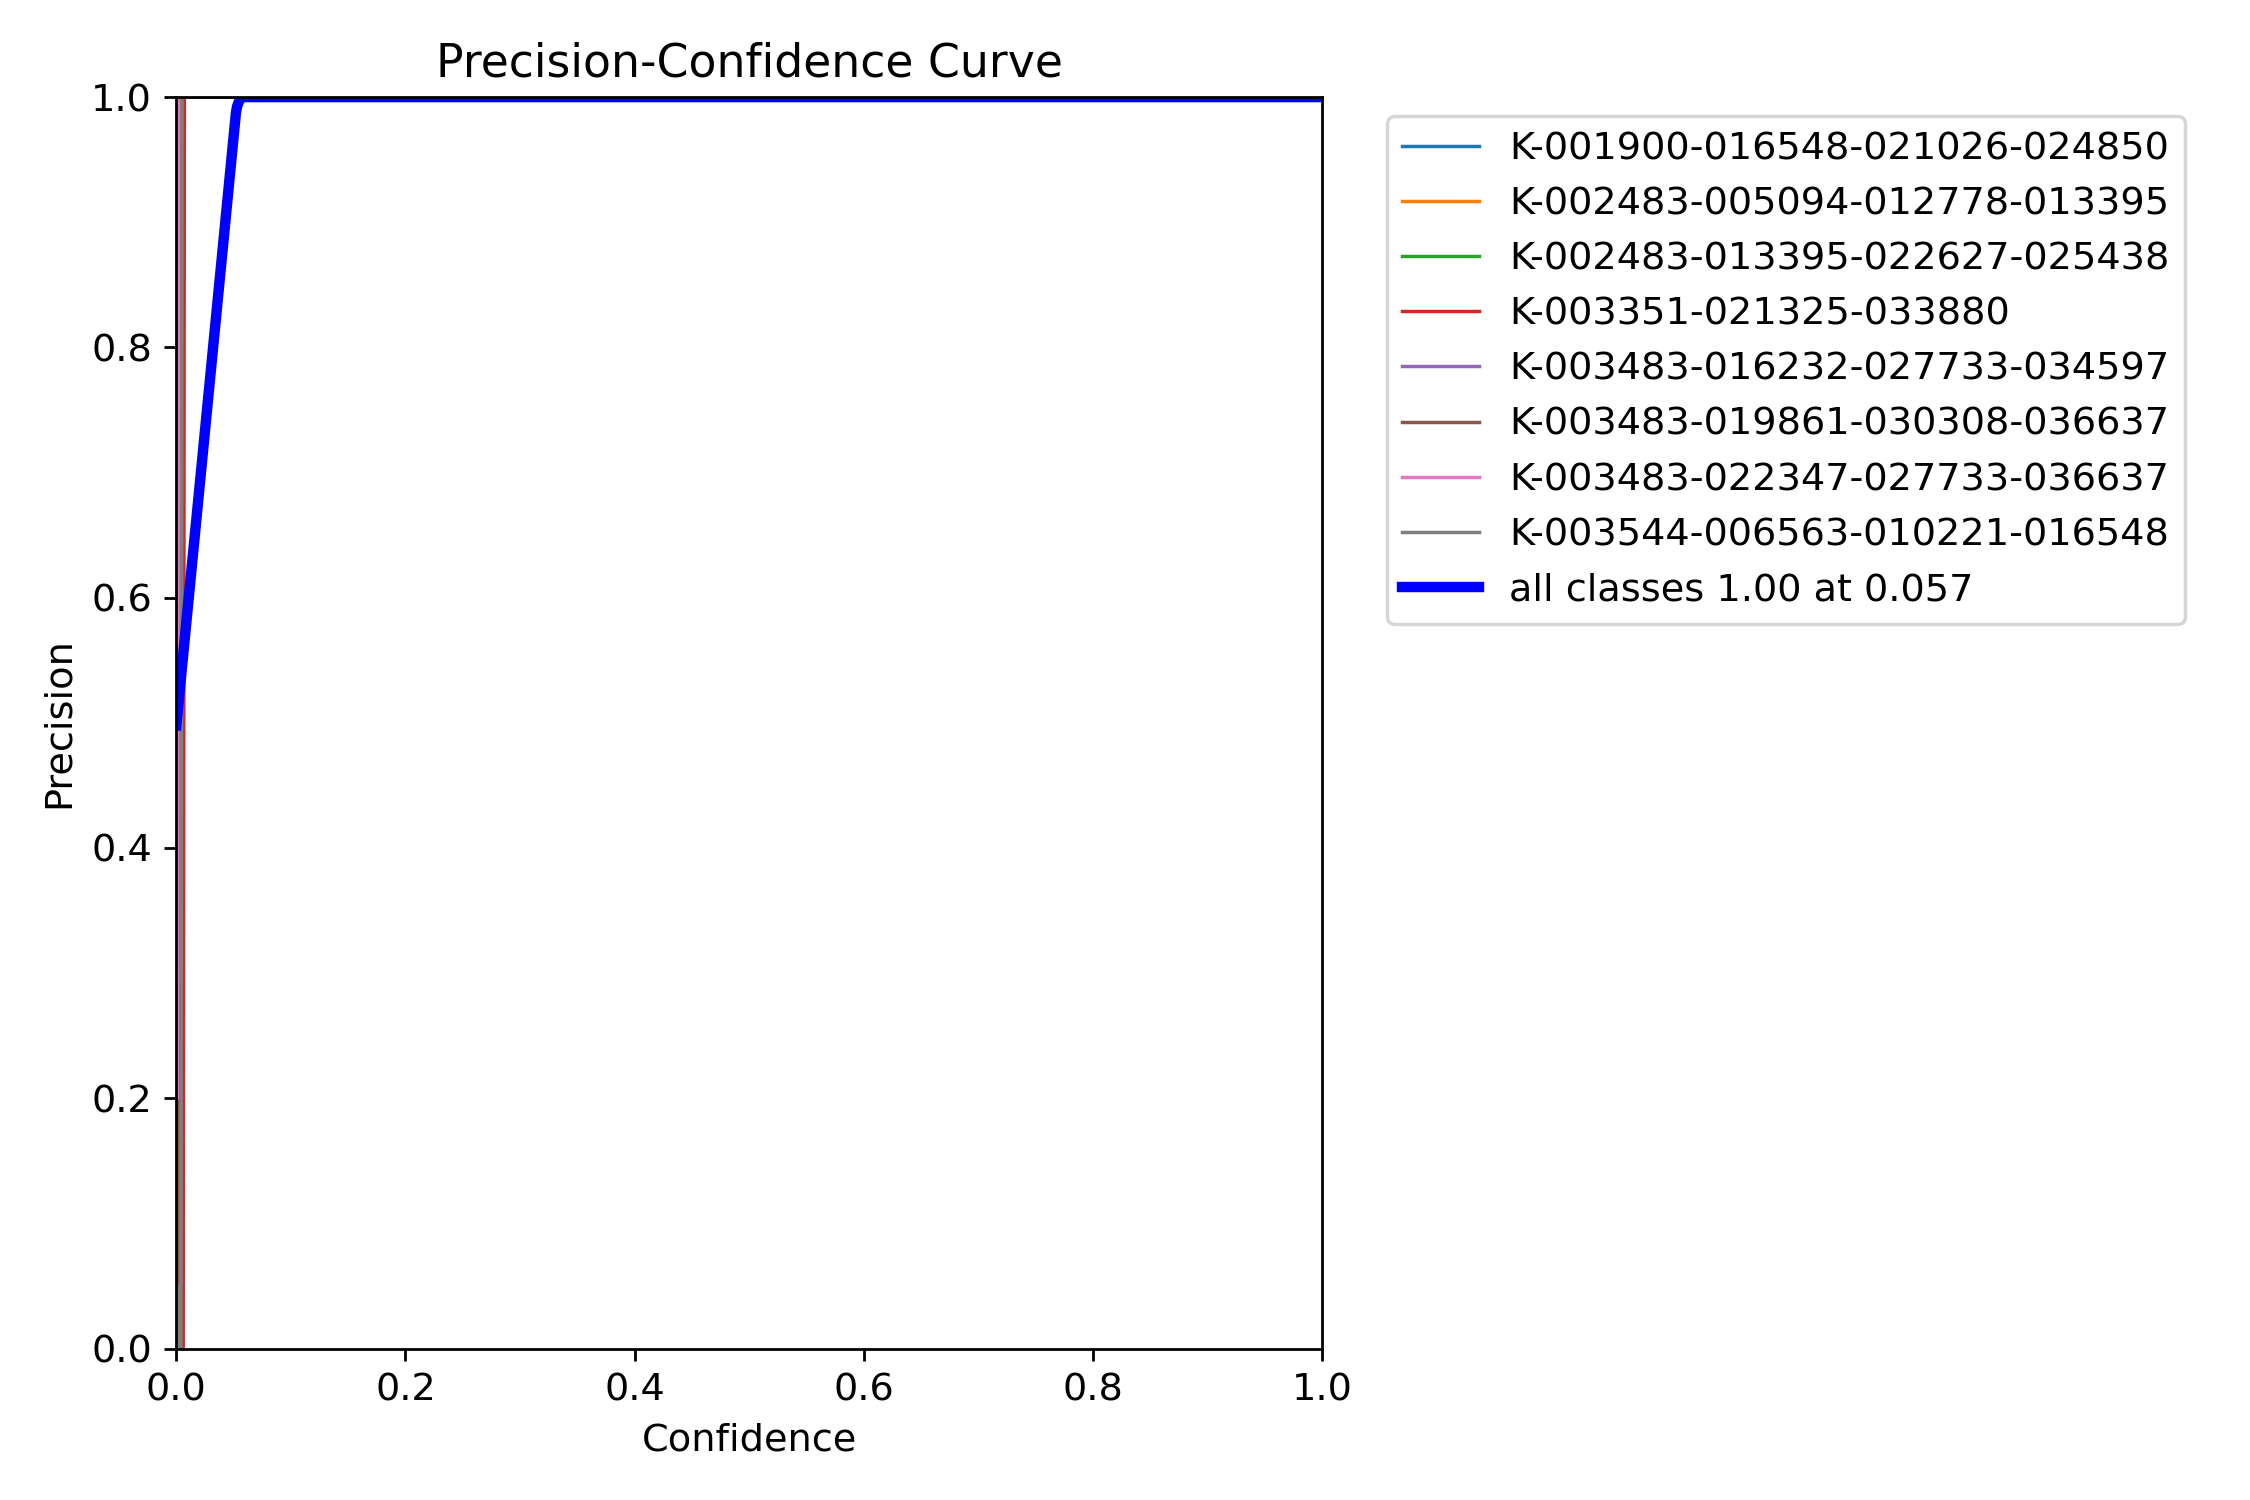 Precision-Confidence Curve
1.0
0.8
0.6
0.4
0.2
0.0
Precision
0.0 0.2 0.4 0.6 0.8 1.0
Confidence
K-001900-016548-021026-024850
K-002483-005094-012778-013395
K-002483-013395-022627-025438
K-003351-021325-033880
K-003483-016232-027733-034597
K-003483-019861-030308-036637
K-003483-022347-027733-036637
K-003544-006563-010221-016548
all classes 1.00 at 0.057